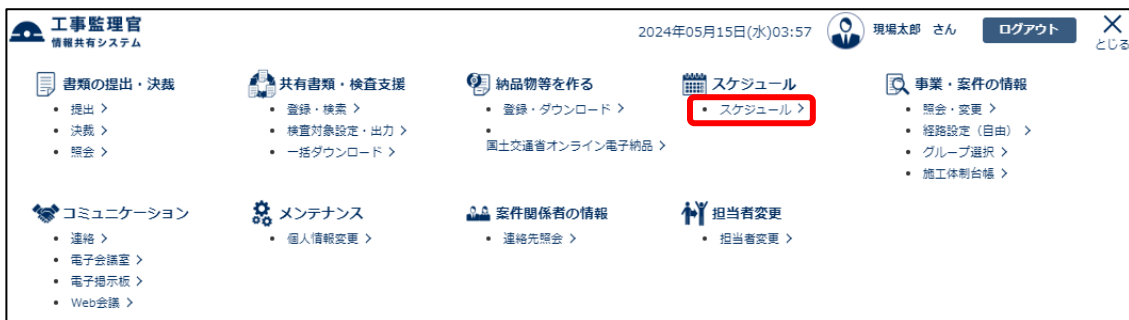 工事監理官
情報共有システム
2024年05月15日(水)03:57
現場太郎 さん
ログアウト
とじる
書類の提出・決裁
・ 提出 >
・ 決裁 >
・ 照会 >
共有書類・検査支援
・ 登録・検索 >
・ 検査対象設定・出力 >
・ 一括ダウンロード >
納品物等を作る
・ 登録・ダウンロード >
・
国土交通省オンライン電子納品 >
スケジュール
・ スケジュール >
事業・案件の情報
・ 照会・変更 >
・ 経路設定（自由） >
・ グループ選択 >
・ 施工体制台帳 >
コミュニケーション
・ 連絡 >
・ 電子会議室 >
・ 電子掲示板 >
・ Web会議 >
メンテナンス
・ 個人情報変更 >
案件関係者の情報
・ 連絡先照会 >
担当者変更
・ 担当者変更 >